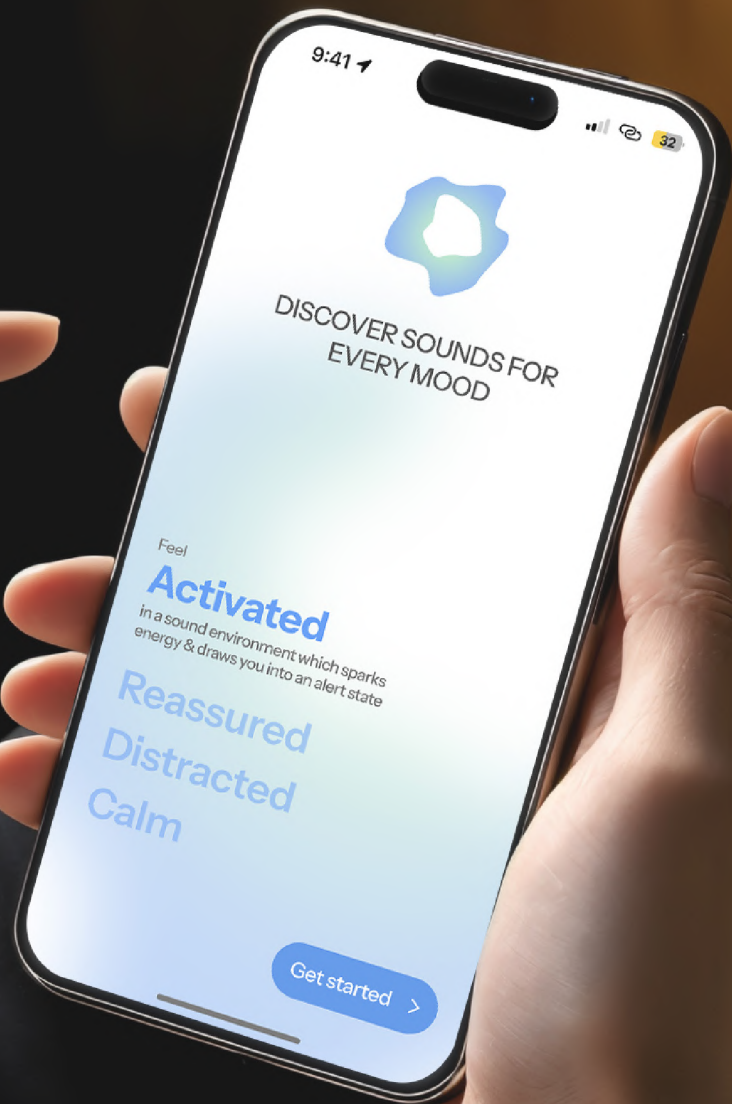 9:41
32
DISCOVER SOUNDS FOR
EVERY MOOD
Feel
Activated
in a sound environment which sparks
energy & draws you into an alert state
Reassured
Distracted
Calm
Get started